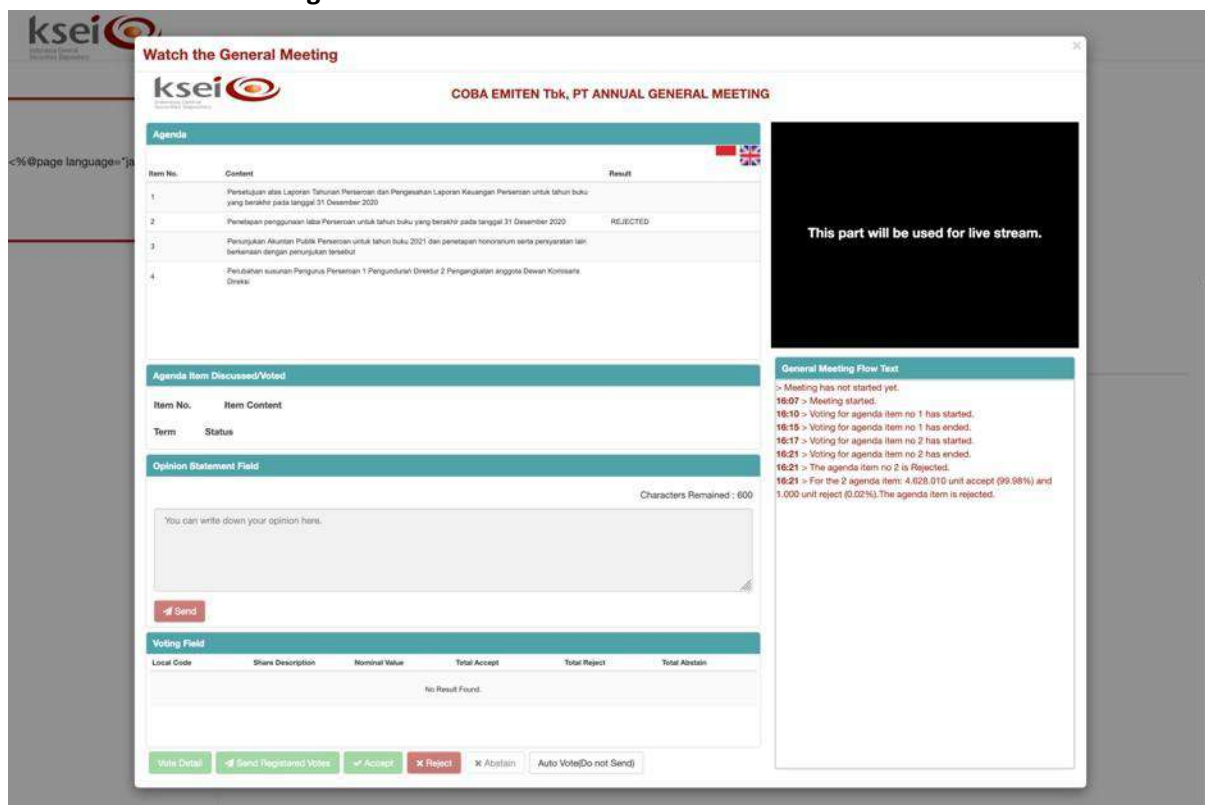 ksei
<%@page language="ja
Watch the General Meeting
×
ksei
COBA EMITEN Tbk, PT ANNUAL GENERAL MEETING
Agenda
Item No. Content Result
1 Persetujuan atas Laporan Tahunan Perseroan dan Pengesahan Laporan Keuangan Perseroan untuk tahun buku
yang berakhir pada tanggal 31 Desember 2020
2 Penetapan penggunaan laba Perseroan untuk tahun buku yang berakhir pada tanggal 31 Desember 2020 REJECTED
3 Penunjukan Akuntan Publik Perseroan untuk tahun buku 2021 dan penetapan honorarium serta persyaratan lain
berkenaan dengan penunjukan tersebut
4 Perubahan susunan Pengurus Perseroan 1 Pengunduran Direktur 2 Pengangkatan anggota Dewan Komisaris
Direksi
This part will be used for live stream.
Agenda Item Discussed/Voted
Item No. Item Content
Term Status
Opinion Statement Field
Characters Remained : 600
You can write down your opinion here.
Send
Voting Field
Local Code Share Description Nominal Value Total Accept Total Reject Total Abstain
No Result Found.
Vote Detail Send Registared Votes Accept Reject Abstain Auto Vote(Do not Send)
General Meeting Flow Text
> Meeting has not started yet.
16:07 > Meeting started.
16:10 > Voting for agenda item no 1 has started.
16:15 > Voting for agenda item no 1 has ended.
16:17 > Voting for agenda item no 2 has started.
16:21 > Voting for agenda item no 2 has ended.
16:21 > The agenda item no 2 is Rejected.
16:21 > For the 2 agenda item: 4.628.010 unit accept (99.98%) and
1.000 unit reject (0.02%).The agenda item is rejected.